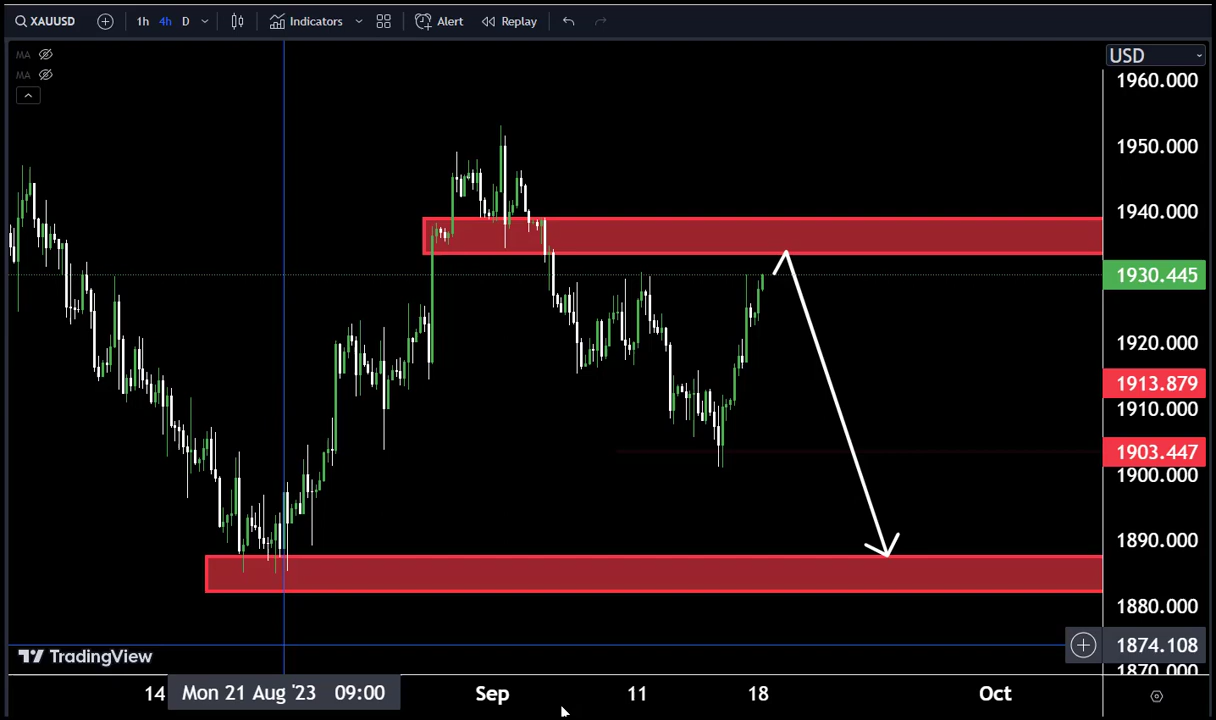 XAUUSD 1h 4h D Indicators Alert Replay
MA
MA
USD
1960.000
1950.000
1940.000
1930.445
1920.000
1913.879
1910.000
1903.447
1900.000
1890.000
1880.000
1874.108
1870.000
TradingView
14 Mon 21 Aug '23 09:00 Sep 11 18 Oct